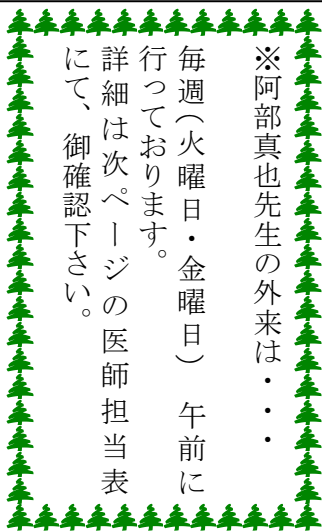 ※阿部真也先生の外来は・・・
毎週（火曜日・金曜日）　午前に
行っております。
詳細は次ページの医師担当表
にて、御確認下さい。